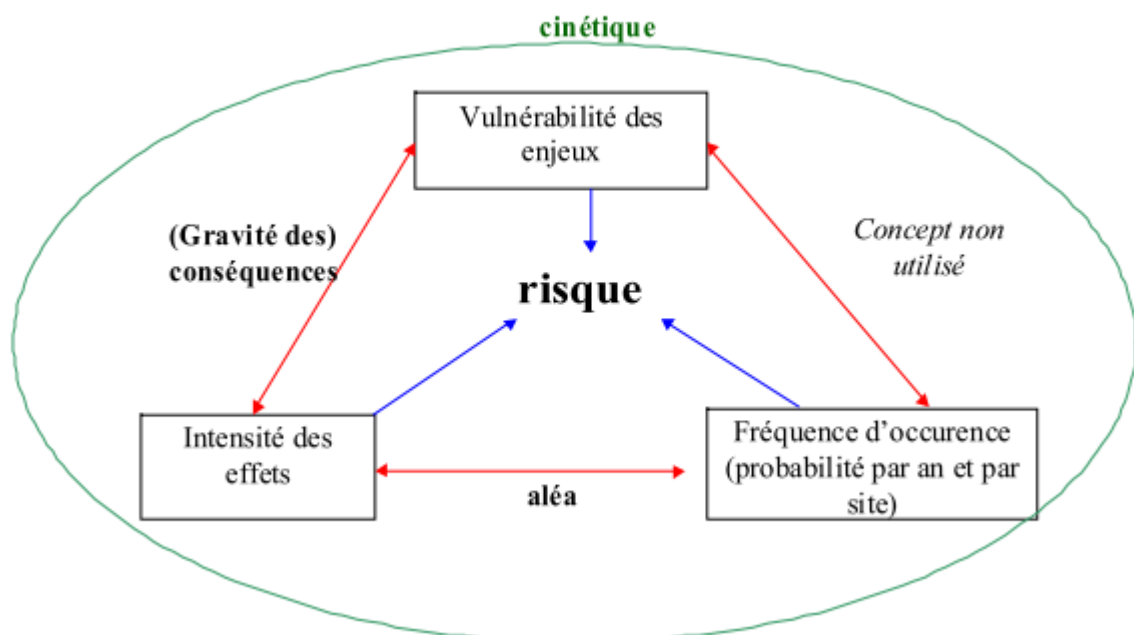 cinétique
Vulnérabilité des
enjeux
(Gravité des)
conséquences
Concept non
utilisé
risque
Intensité des
effets
aléa
Fréquence d'occurence
(probabilité par an et par
site)